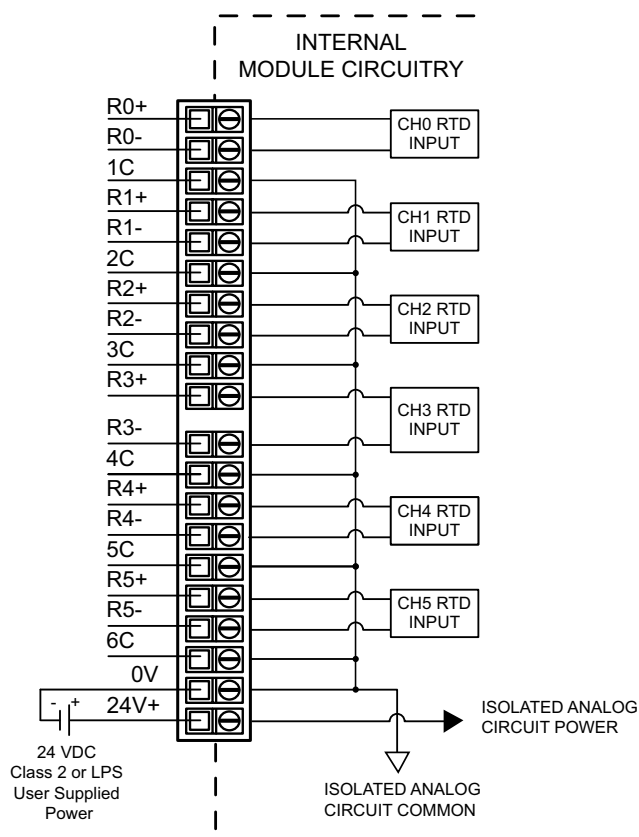 INTERNAL
MODULE CIRCUITRY
R0+
R0-
1C
R1+
R1-
2C
R2+
R2-
3C
R3+
R3-
4C
R4+
R4-
5C
R5+
R5-
6C
0V
24V+
CH0 RTD
INPUT
CH1 RTD
INPUT
CH2 RTD
INPUT
CH3 RTD
INPUT
CH4 RTD
INPUT
CH5 RTD
INPUT
- +
24 VDC
Class 2 or LPS
User Supplied
Power
ISOLATED ANALOG
CIRCUIT POWER
ISOLATED ANALOG
CIRCUIT COMMON